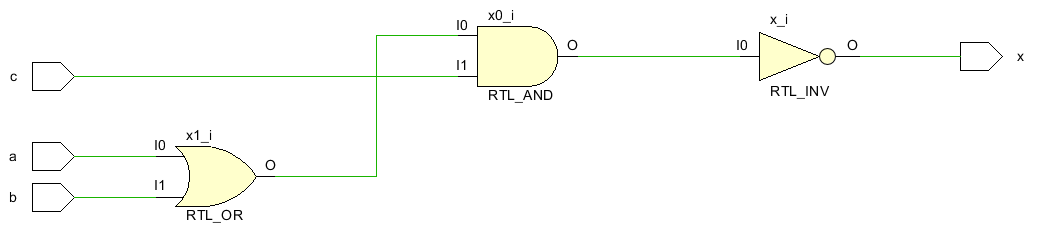 x0_i
I0
I1
O
RTL_AND
x_i
I0
O
RTL_INV
x
c
x1_i
a
I0
b
I1
O
RTL_OR